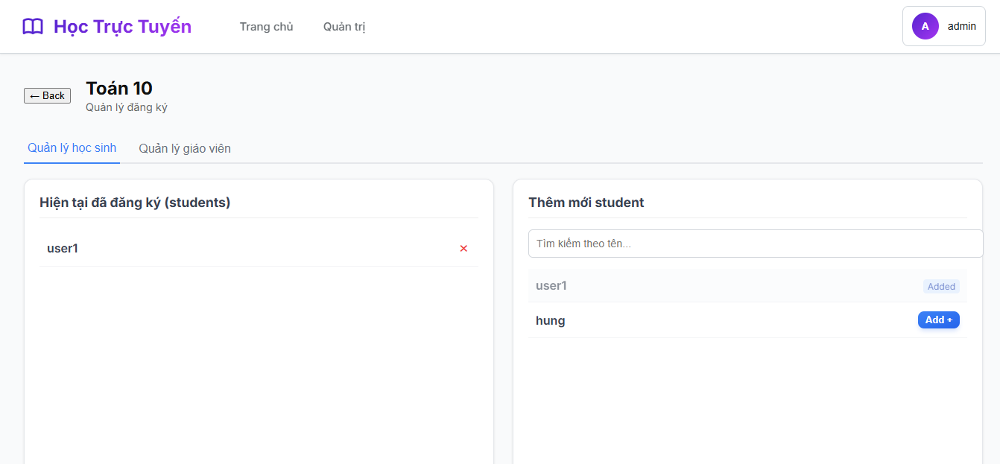 Học Trực Tuyến
Trang chủ
Quản trị
A
admin
← Back
Toán 10
Quản lý đăng ký
Quản lý học sinh
Quản lý giáo viên
Hiện tại đã đăng ký (students)
user1
✕
Thêm mới student
Tìm kiếm theo tên...
user1
Added
hung
Add +